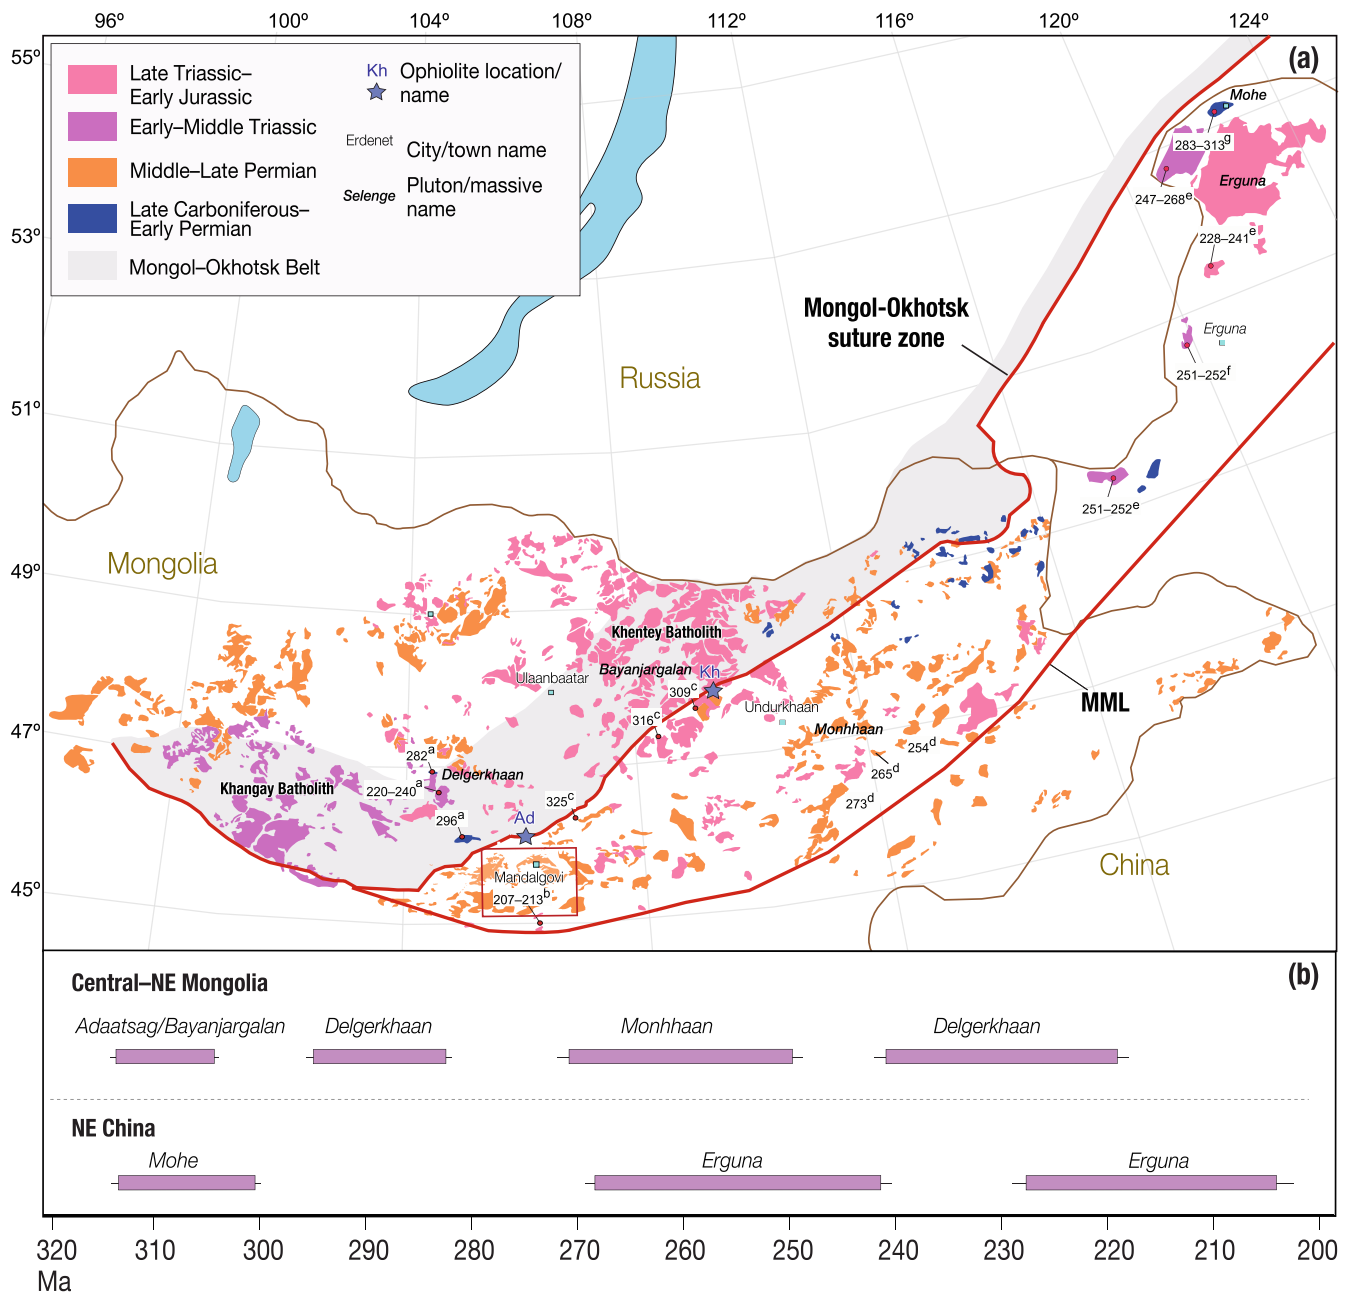 96° 100° 104° 108° 112° 116° 120° 124°
55°
53°
51°
49°
47°
45°
(a)
Late Triassic–
Early Jurassic
Early–Middle Triassic
Middle–Late Permian
Late Carboniferous–
Early Permian
Mongol–Okhotsk Belt
Kh
Ophiolite location/
name
Erdenet
City/town name
Selenge
Pluton/massive
name
Mohe
283–313g
Erguna
247–268e
228–241e
Mongol-Okhotsk
suture zone
Erguna
251–252f
Russia
251–252e
Mongolia
Khentey Batholith
Bayanjargalan
Kh
Ulaanbaatar
309c
Undurkhaan
316c
MML
Monhhaan
254d
265d
273d
282a
Delgerkhaan
220–240a
Khangay Batholith
325c
296a
Ad
China
Mandalgovi
207–213b
(b)
Central–NE Mongolia
Adaatsag/Bayanjargalan
Delgerkhaan
Monhhaan
Delgerkhaan
NE China
Mohe
Erguna
Erguna
320 310 300 290 280 270 260 250 240 230 220 210 200
Ma